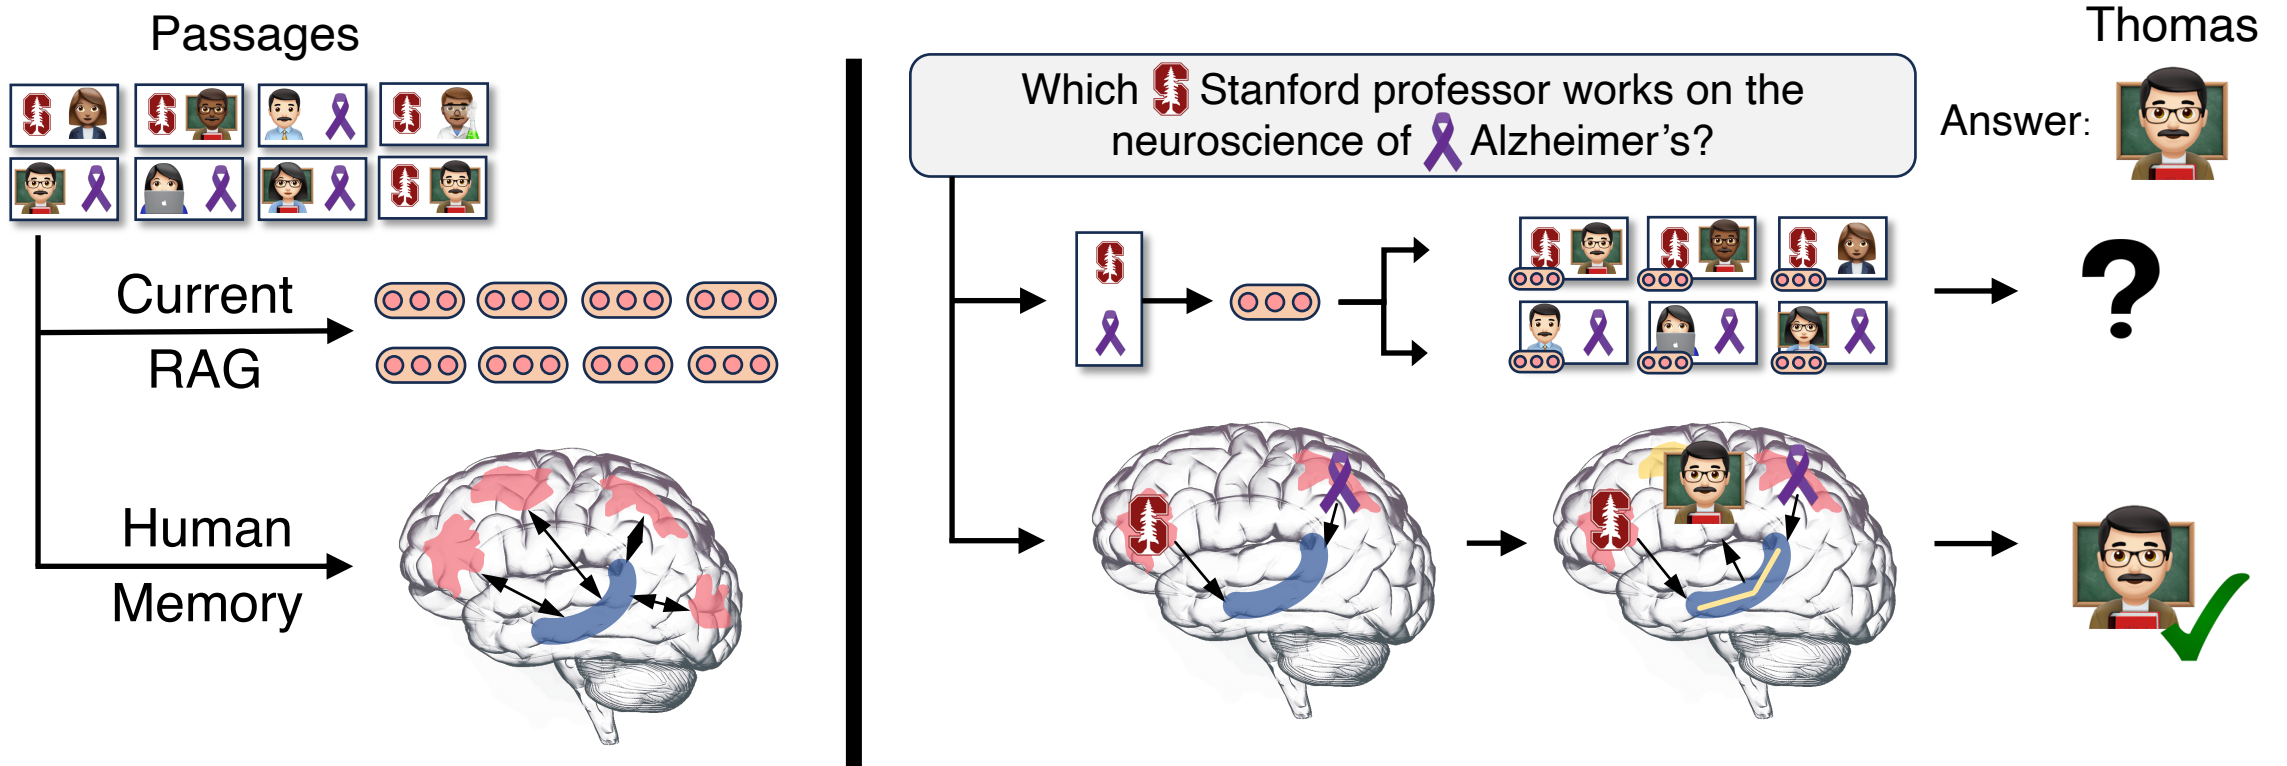 Passages
Current
RAG
Human
Memory
Which S Stanford professor works on the
neuroscience of Alzheimer's?
Thomas
Answer:
?